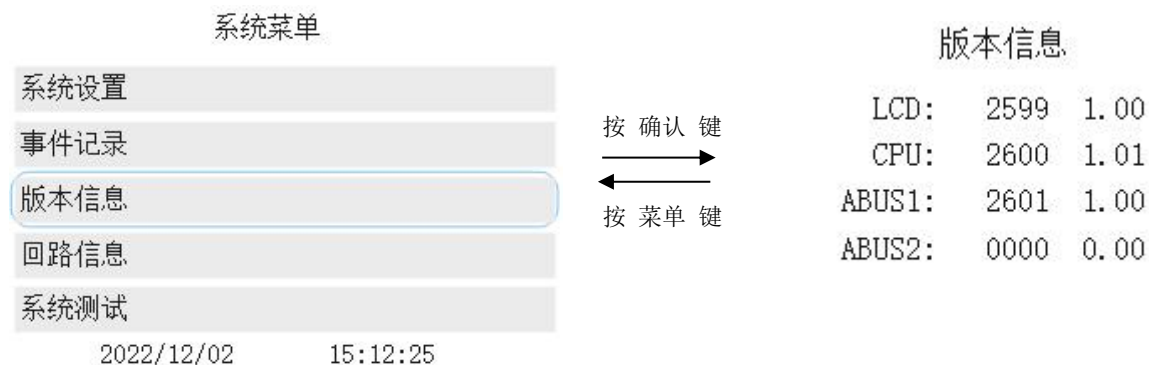 系统菜单
系统设置
事件记录
版本信息
回路信息
系统测试
2022/12/02 15:12:25
按 确认 键
按 菜单 键
版本信息
LCD: 2599 1.00
CPU: 2600 1.01
ABUS1: 2601 1.00
ABUS2: 0000 0.00